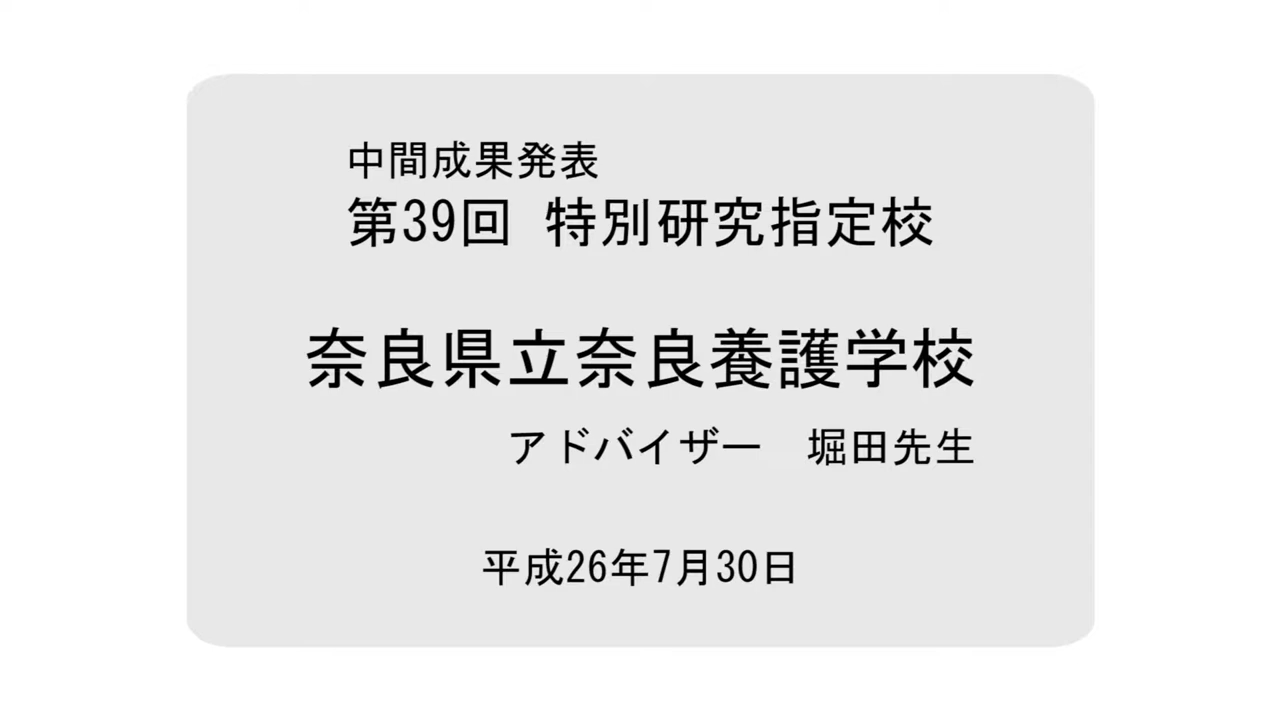 中間成果発表
第39回 特別研究指定校
奈良県立奈良養護学校
アドバイザー　堀田先生
平成26年7月30日